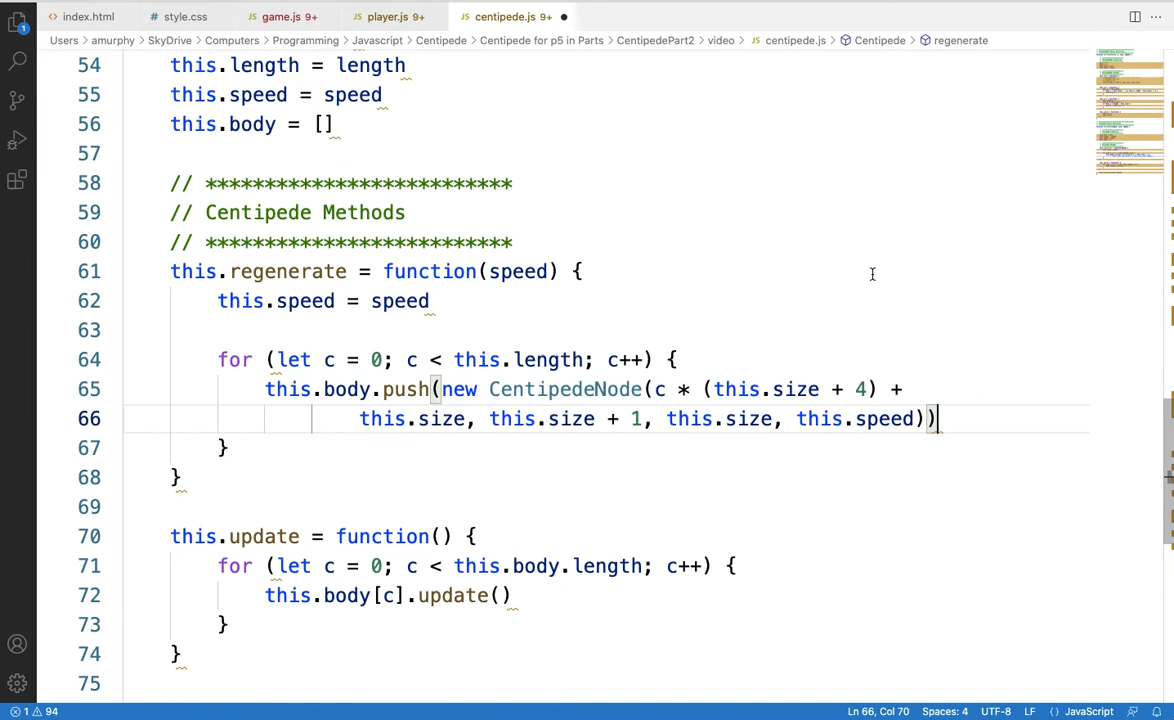 index.html # style.css JS game.js 9+ JS player.js 9+ JS centipede.js 9+
Users > amurphy > SkyDrive > Computers > Programming > Javascript > Centipede > Centipede for p5 in Parts > CentipedePart2 > video > JS centipede.js > Centipede > regenerate
54 this.length = length
55 this.speed = speed
56 this.body = []
57
58 // **************************
59 // Centipede Methods
60 // **************************
61 this.regenerate = function(speed) {
62 this.speed = speed
63
64 for (let c = 0; c < this.length; c++) {
65 this.body.push(new CentipedeNode(c * (this.size + 4) +
66 this.size, this.size + 1, this.size, this.speed))
67 }
68 }
69
70 this.update = function() {
71 for (let c = 0; c < this.body.length; c++) {
72 this.body[c].update()
73 }
74 }
75
1 94 Ln 66, Col 70 Spaces: 4 UTF-8 LF JavaScript